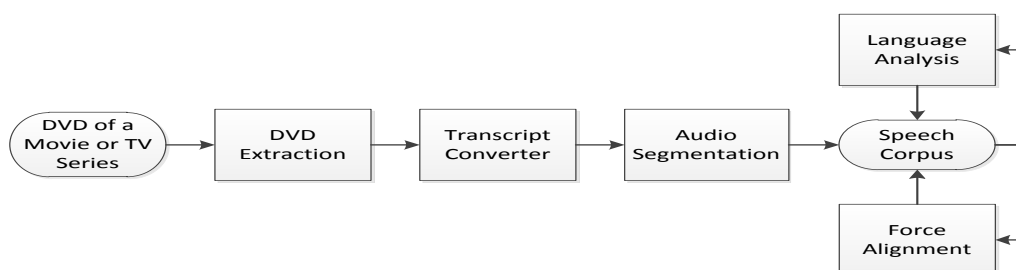 DVD of a
Movie or TV
Series
DVD
Extraction
Transcript
Converter
Audio
Segmentation
Language
Analysis
Speech
Corpus
Force
Alignment